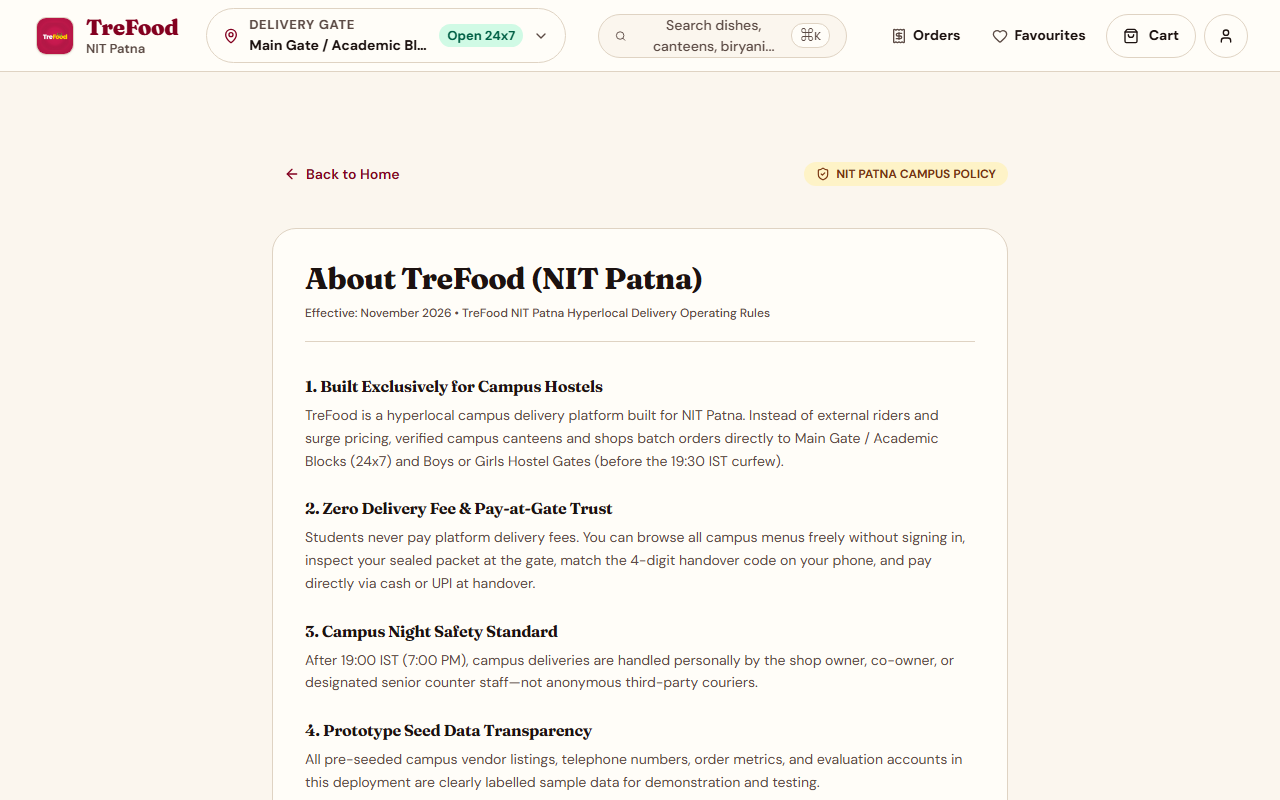 TreFood
TreFood
NIT Patna
DELIVERY GATE
Main Gate / Academic Bl...
Open 24x7
Search dishes,
canteens, biryani...
⌘K
Orders
Favourites
Cart
Back to Home
NIT PATNA CAMPUS POLICY
About TreFood (NIT Patna)
Effective: November 2026 • TreFood NIT Patna Hyperlocal Delivery Operating Rules
1. Built Exclusively for Campus Hostels
TreFood is a hyperlocal campus delivery platform built for NIT Patna. Instead of external riders and
surge pricing, verified campus canteens and shops batch orders directly to Main Gate / Academic
Blocks (24x7) and Boys or Girls Hostel Gates (before the 19:30 IST curfew).
2. Zero Delivery Fee & Pay-at-Gate Trust
Students never pay platform delivery fees. You can browse all campus menus freely without signing in,
inspect your sealed packet at the gate, match the 4-digit handover code on your phone, and pay
directly via cash or UPI at handover.
3. Campus Night Safety Standard
After 19:00 IST (7:00 PM), campus deliveries are handled personally by the shop owner, co-owner, or
designated senior counter staff—not anonymous third-party couriers.
4. Prototype Seed Data Transparency
All pre-seeded campus vendor listings, telephone numbers, order metrics, and evaluation accounts in
this deployment are clearly labelled sample data for demonstration and testing.